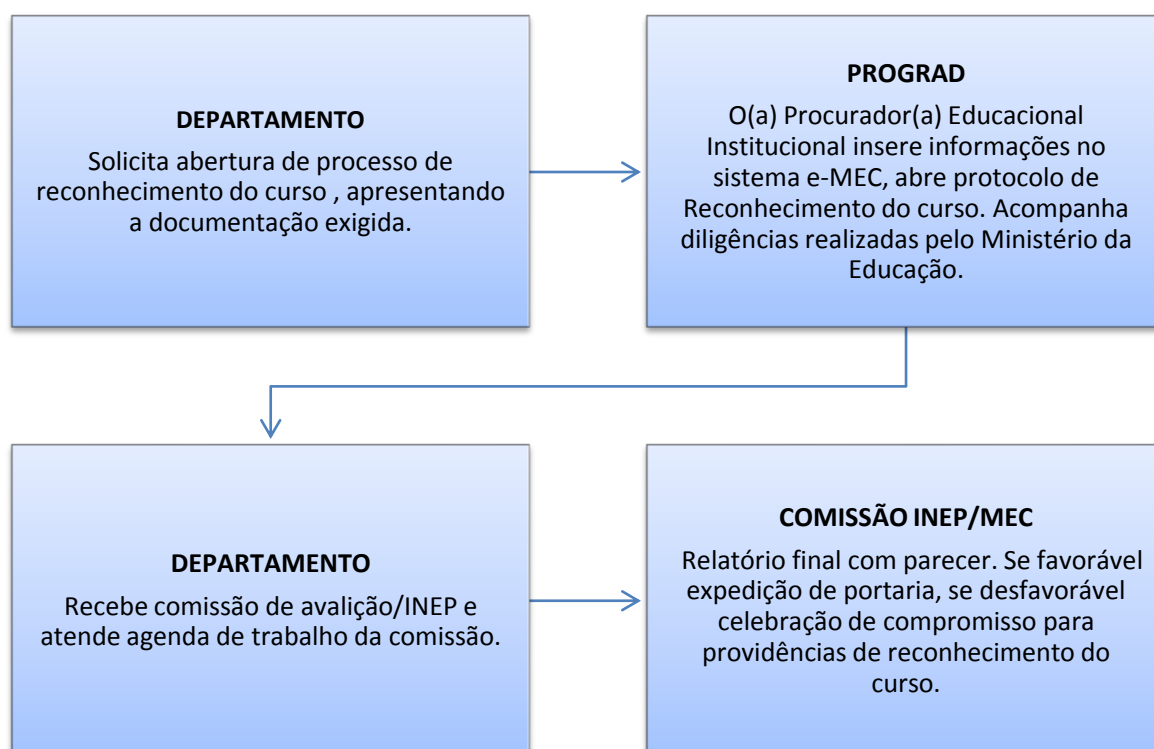 DEPARTAMENTO
Solicita abertura de processo de
reconhecimento do curso , apresentando
a documentação exigida.
PROGRAD
O(a) Procurador(a) Educacional
Institucional insere informações no
sistema e-MEC, abre protocolo de
Reconhecimento do curso. Acompanha
diligências realizadas pelo Ministério da
Educação.
DEPARTAMENTO
Recebe comissão de avalição/INEP e
atende agenda de trabalho da comissão.
COMISSÃO INEP/MEC
Relatório final com parecer. Se favorável
expedição de portaria, se desfavorável
celebração de compromisso para
providências de reconhecimento do
curso.